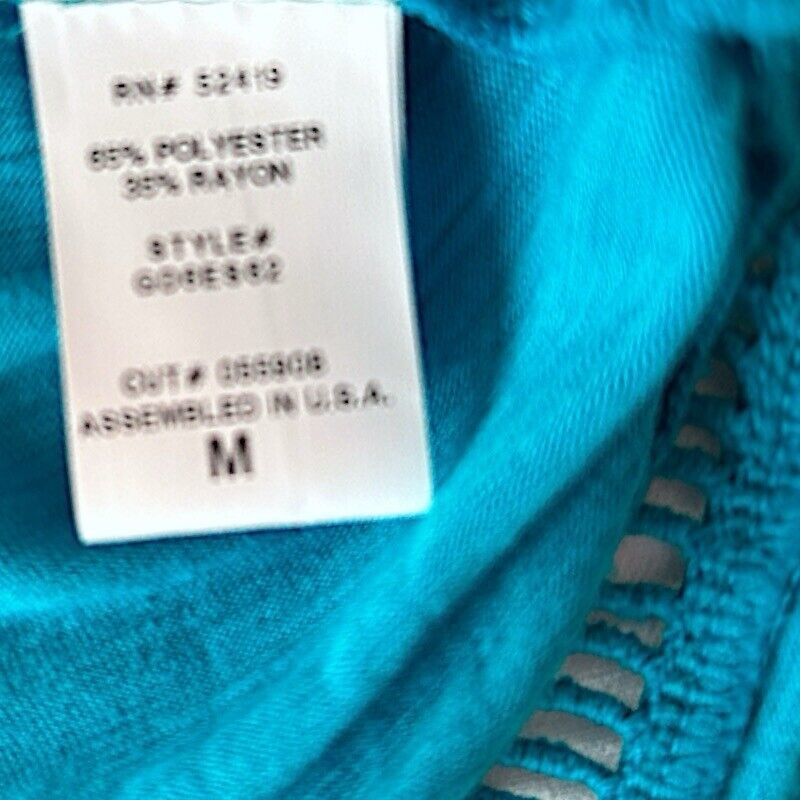 RN# 52419
65% POLYESTER
35% RAYON
STYLE#
CUT#
ASSEMBLED IN U.S.A.
M